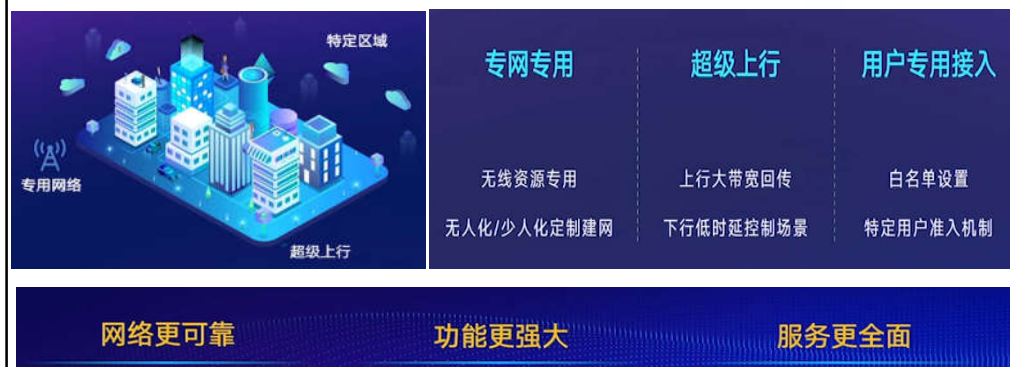 特定区域
专用网络
超级上行
专网专用
无线资源专用
无人化/少人化定制建网
超级上行
上行大带宽回传
下行低时延控制场景
用户专用接入
白名单设置
特定用户准入机制
网络更可靠
功能更强大
服务更全面